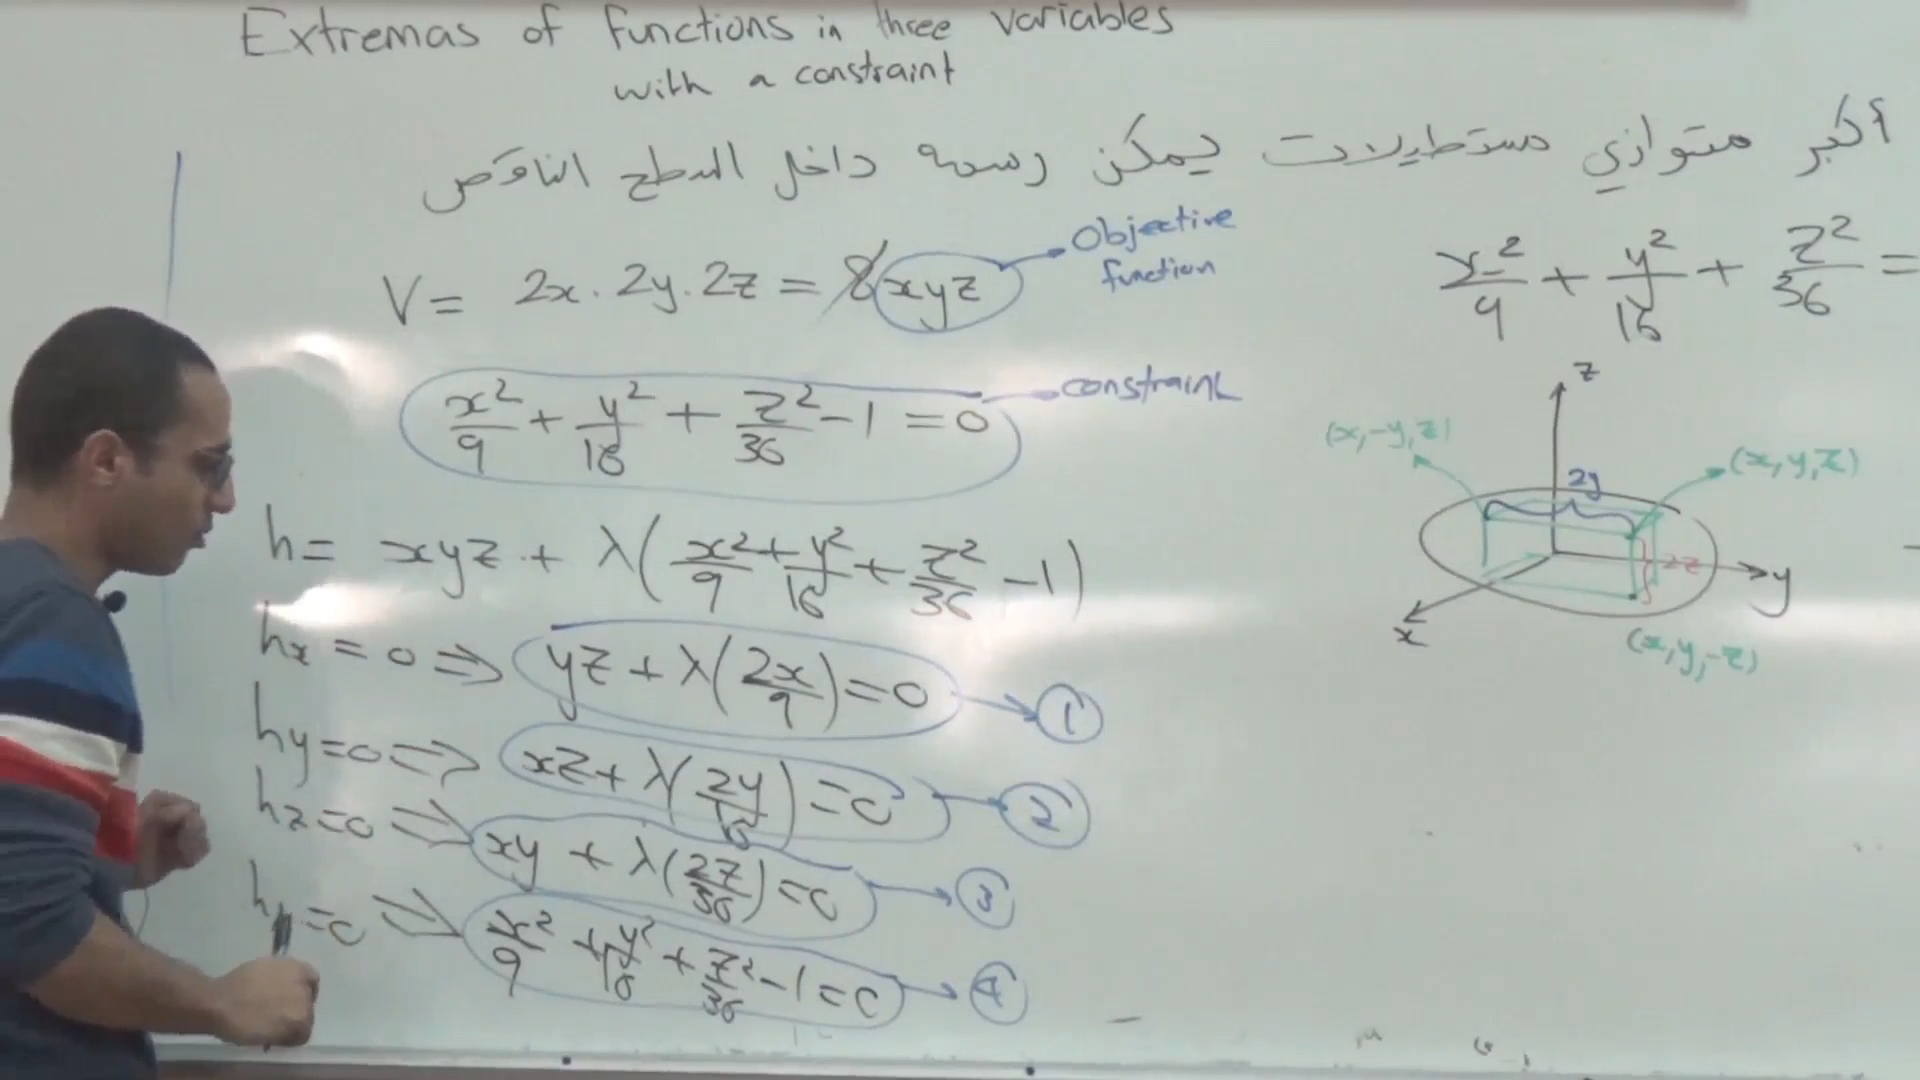 Extremas of functions in three variables
with a constraint
أكبر متوازي مستطيلات يمكن رسمه داخل السطح الناقص
x²/9 + y²/16 + z²/36 =
V = 2x . 2y . 2z = 8xyz
Objective
function
x²/9 + y²/16 + z²/36 - 1 = 0
constraint
h = xyz + λ(x²/9 + y²/16 + z²/36 - 1)
hx = 0 ⇒ yz + λ(2x/9) = 0 → ①
hy = 0 ⇒ xz + λ(2y/16) = 0 → ②
hz = 0 ⇒ xy + λ(2z/36) = 0 → ③
= 0 ⇒ x²/9 + y²/16 + z²/36 - 1 = 0 → ④
z
(x,-y,z)
(x,y,z)
2y
2z
y
x
(x,y,-z)